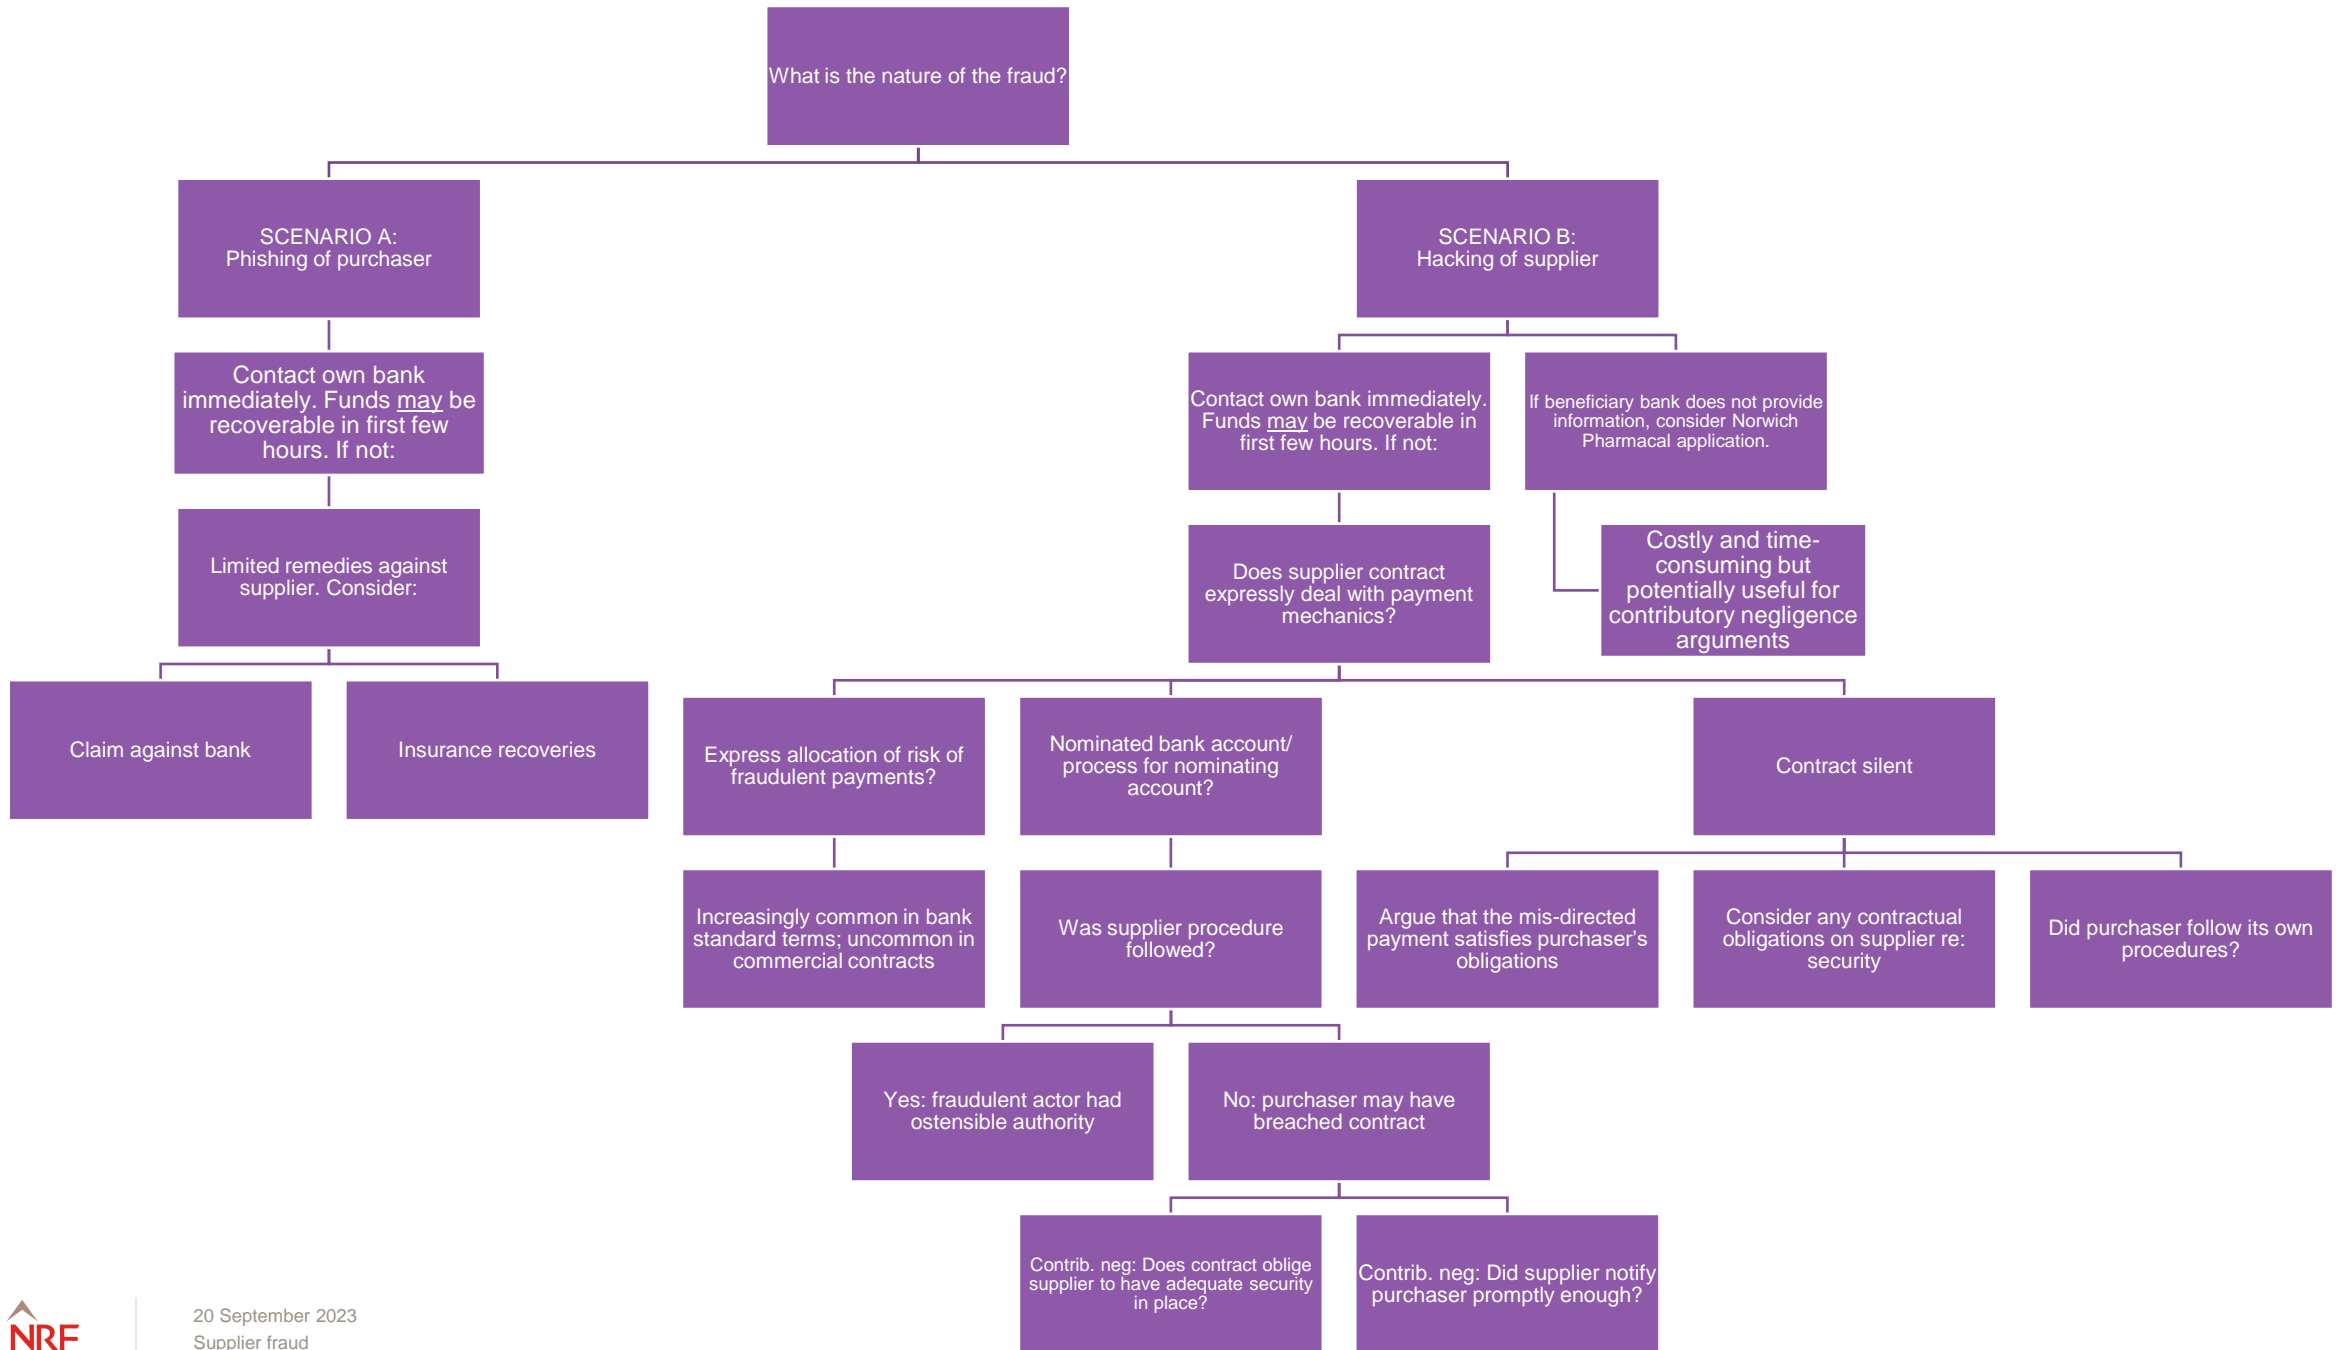 What is the nature of the fraud?
SCENARIO A:
Phishing of purchaser
SCENARIO B:
Hacking of supplier
Contact own bank
immediately. Funds may be
recoverable in first few
hours. If not:
Contact own bank immediately.
Funds may be recoverable in
first few hours. If not:
If beneficiary bank does not provide
information, consider Norwich
Pharmacal application.
Limited remedies against
supplier. Consider:
Does supplier contract
expressly deal with payment
mechanics?
Costly and time-
consuming but
potentially useful for
contributory negligence
arguments
Claim against bank
Insurance recoveries
Express allocation of risk of
fraudulent payments?
Nominated bank account/
process for nominating
account?
Contract silent
Increasingly common in bank
standard terms; uncommon in
commercial contracts
Was supplier procedure
followed?
Argue that the mis-directed
payment satisfies purchaser’s
obligations
Consider any contractual
obligations on supplier re:
security
Did purchaser follow its own
procedures?
Yes: fraudulent actor had
ostensible authority
No: purchaser may have
breached contract
Contrib. neg: Does contract oblige
supplier to have adequate security
in place?
Contrib. neg: Did supplier notify
purchaser promptly enough?
NRF
20 September 2023
Supplier fraud